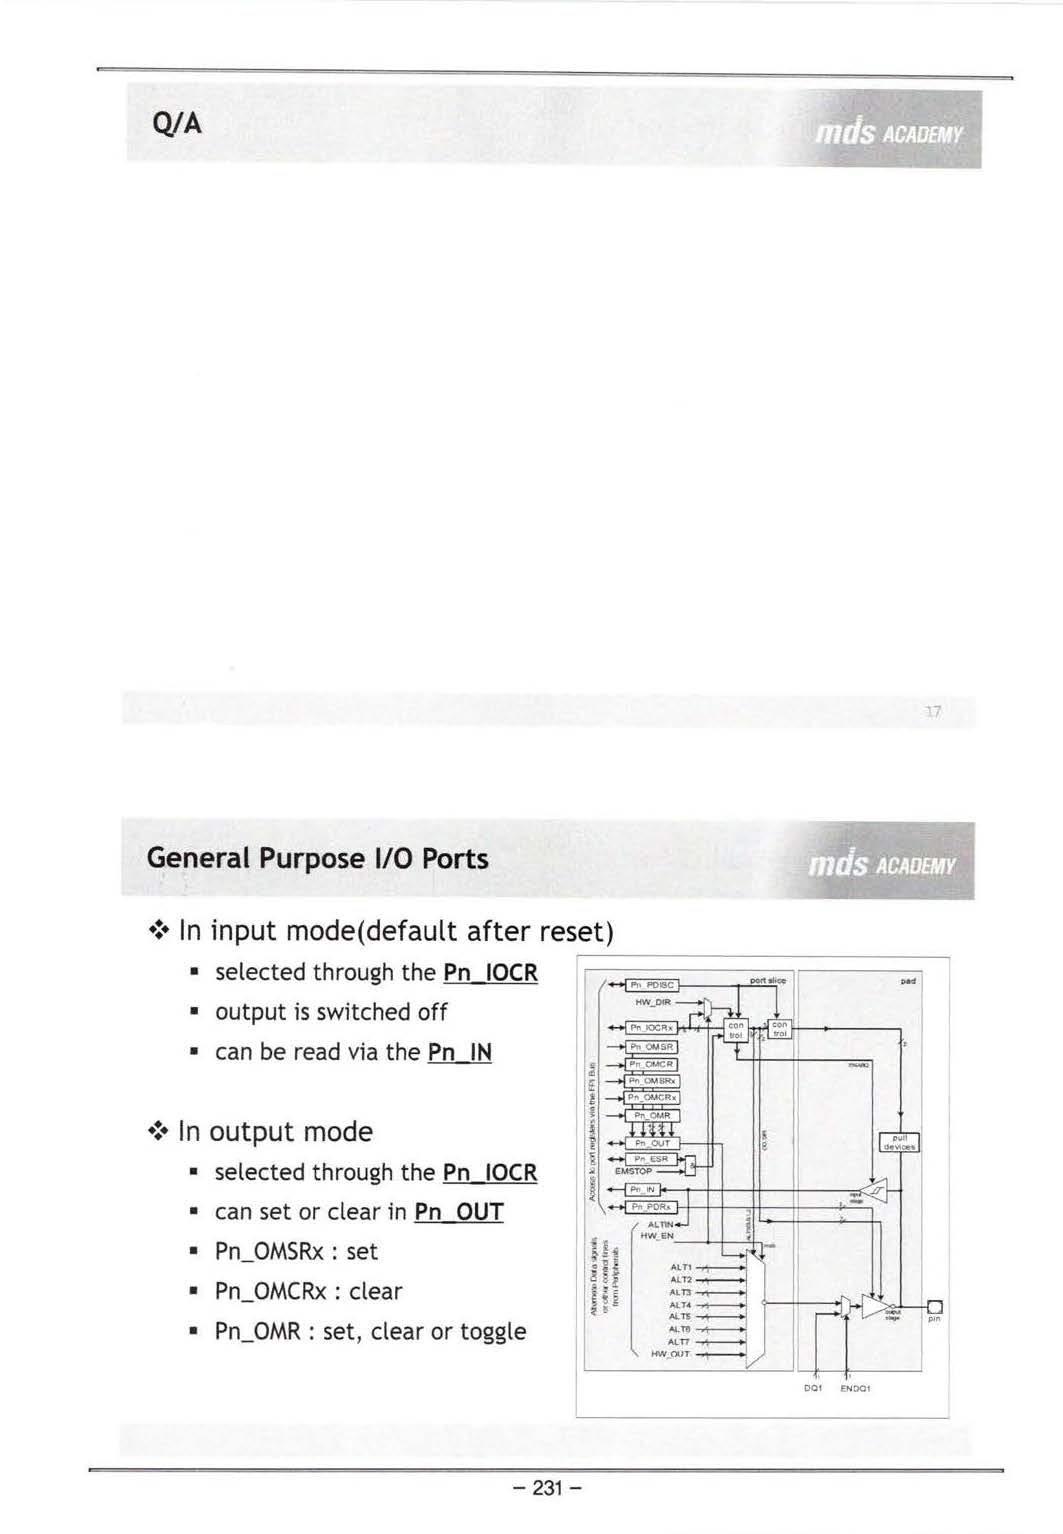 Q/A
mds ACADEMY
17
General Purpose I/O Ports
mds ACADEMY
❖ In input mode(default after reset)
▪ selected through the Pn_IOCR
▪ output is switched off
▪ can be read via the Pn_IN
❖ In output mode
▪ selected through the Pn_IOCR
▪ can set or clear in Pn_OUT
▪ Pn_OMSRx : set
▪ Pn_OMCRx : clear
▪ Pn_OMR : set, clear or toggle
Access to port registers via the FPI Bus
Alternate Data signals
or other control lines
from Peripherals
port slice
pad
Pn_PDISC
HW_DIR
Pn_IOCRx
con
trol
con
trol
Pn_OMSR
Pn_OMCR
Pn_OMSRx
Pn_OMCRx
Pn_OMR
Pn_OUT
Pn_ESR
EMSTOP
&
Pn_IN
Pn_PDRx
ALTIN
HW_EN
ALT1
ALT2
ALT3
ALT4
ALT5
ALT6
ALT7
HW_OUT
pull
devices
input
stage
output
stage
pin
DQ1
ENDQ1
- 231 -